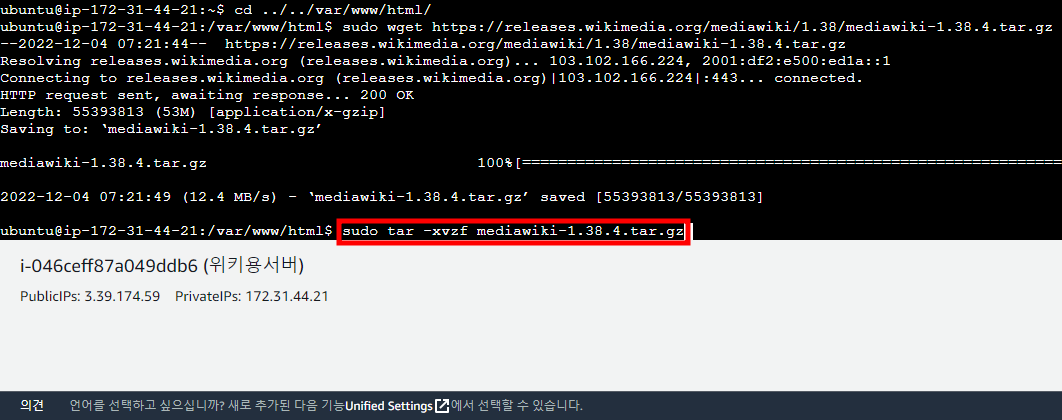 ubuntu@ip-172-31-44-21:~$ cd ../../var/www/html/
ubuntu@ip-172-31-44-21:/var/www/html$ sudo wget https://releases.wikimedia.org/mediawiki/1.38/mediawiki-1.38.4.tar.gz
--2022-12-04 07:21:44-- https://releases.wikimedia.org/mediawiki/1.38/mediawiki-1.38.4.tar.gz
Resolving releases.wikimedia.org (releases.wikimedia.org)... 103.102.166.224, 2001:df2:e500:ed1a::1
Connecting to releases.wikimedia.org (releases.wikimedia.org)|103.102.166.224|:443... connected.
HTTP request sent, awaiting response... 200 OK
Length: 55393813 (53M) [application/x-gzip]
Saving to: ‘mediawiki-1.38.4.tar.gz’
mediawiki-1.38.4.tar.gz 100%[============================================================
2022-12-04 07:21:49 (12.4 MB/s) - ‘mediawiki-1.38.4.tar.gz’ saved [55393813/55393813]
ubuntu@ip-172-31-44-21:/var/www/html$ sudo tar -xvzf mediawiki-1.38.4.tar.gz
i-046ceff87a049ddb6 (위키용서버)
PublicIPs: 3.39.174.59 PrivateIPs: 172.31.44.21
의견 언어를 선택하고 싶으십니까? 새로 추가된 다음 기능Unified Settings에서 선택할 수 있습니다.